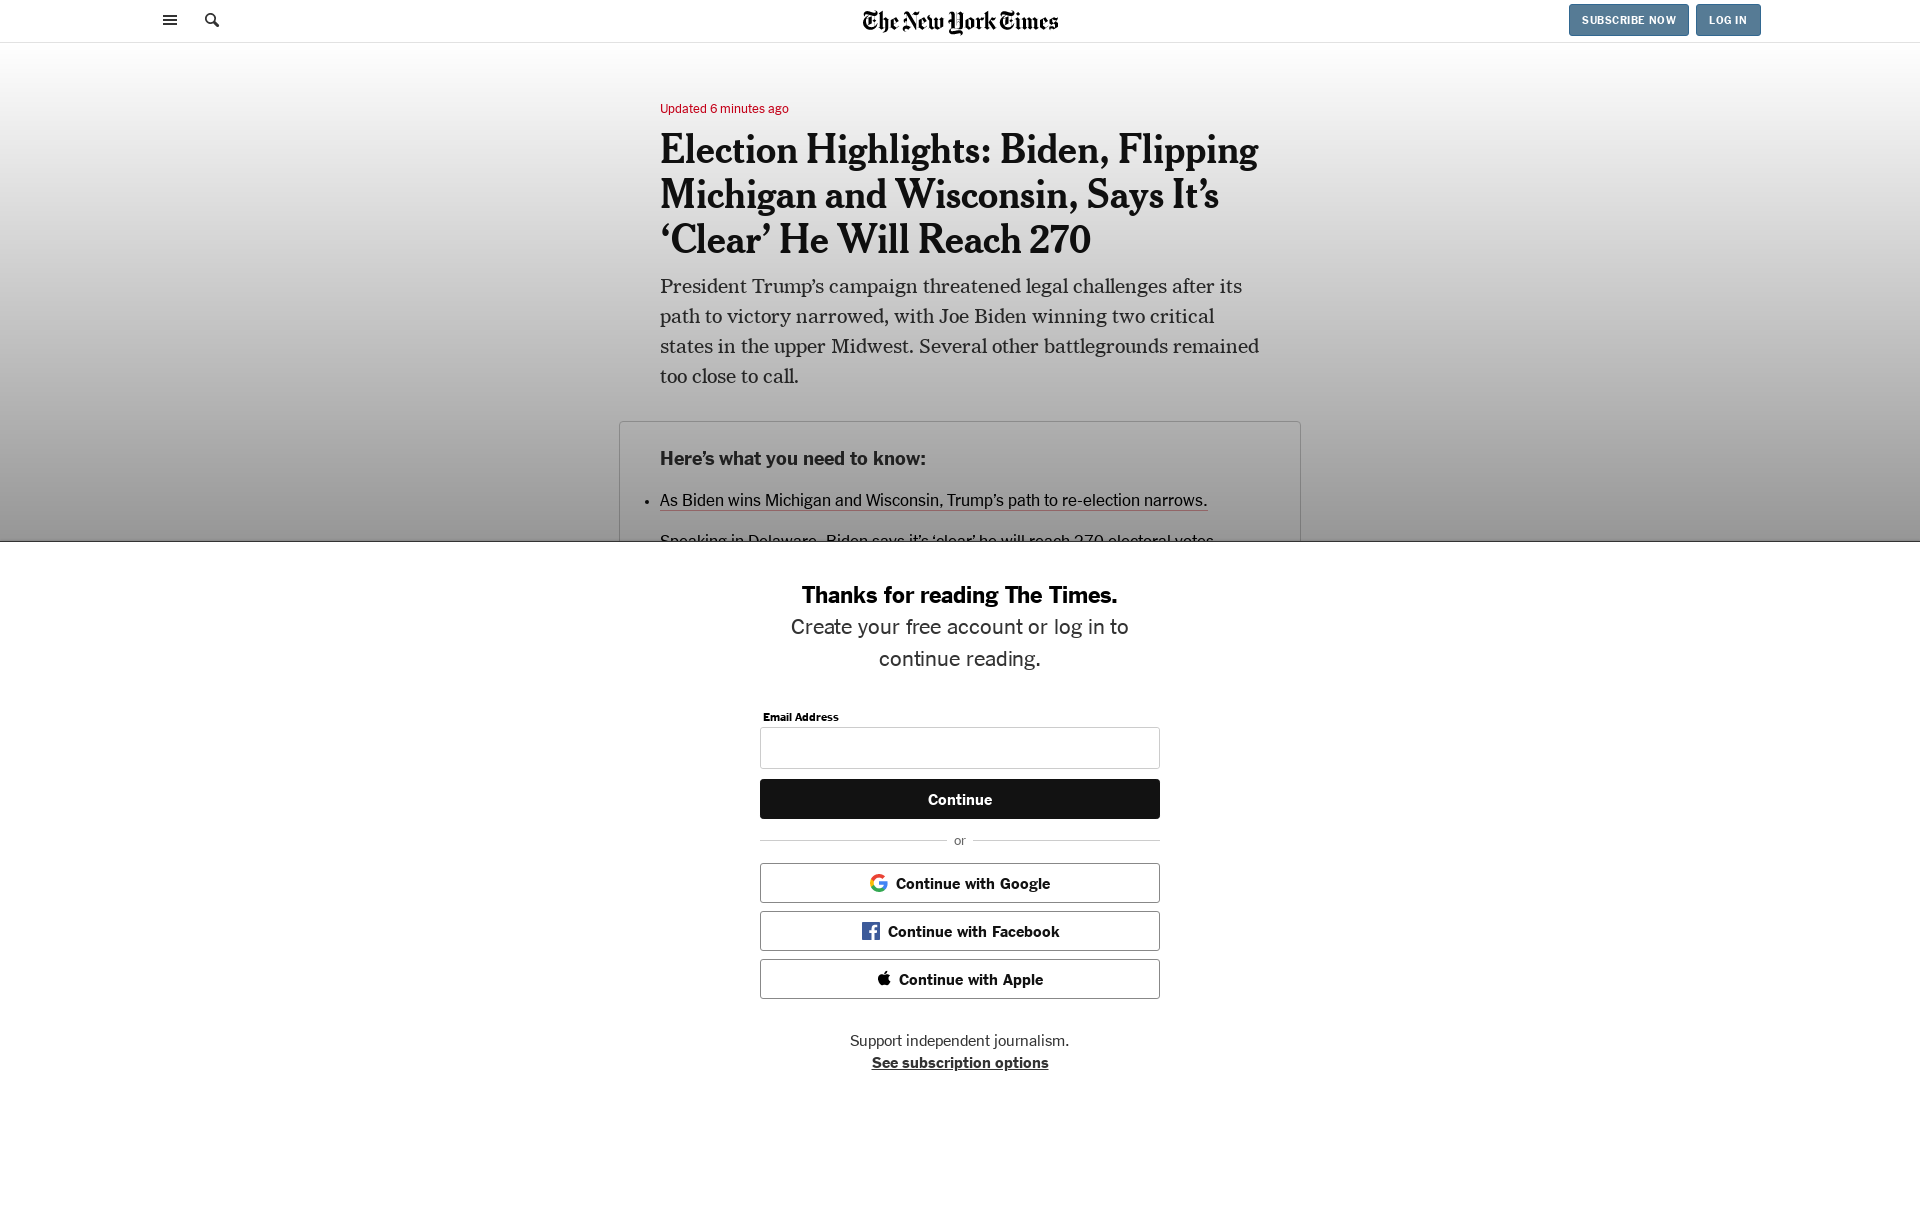 The New York Times
SUBSCRIBE NOW
LOG IN
Updated 6 minutes ago
Election Highlights: Biden, Flipping
Michigan and Wisconsin, Says It’s
‘Clear’ He Will Reach 270
President Trump’s campaign threatened legal challenges after its
path to victory narrowed, with Joe Biden winning two critical
states in the upper Midwest. Several other battlegrounds remained
too close to call.
Here’s what you need to know:
As Biden wins Michigan and Wisconsin, Trump’s path to re-election narrows.
Speaking in Delaware, Biden says it’s ‘clear’ he will reach 270 electoral votes.
Thanks for reading The Times.
Create your free account or log in to
continue reading.
Email Address
Continue
or
Continue with Google
Continue with Facebook
Continue with Apple
Support independent journalism.
See subscription options